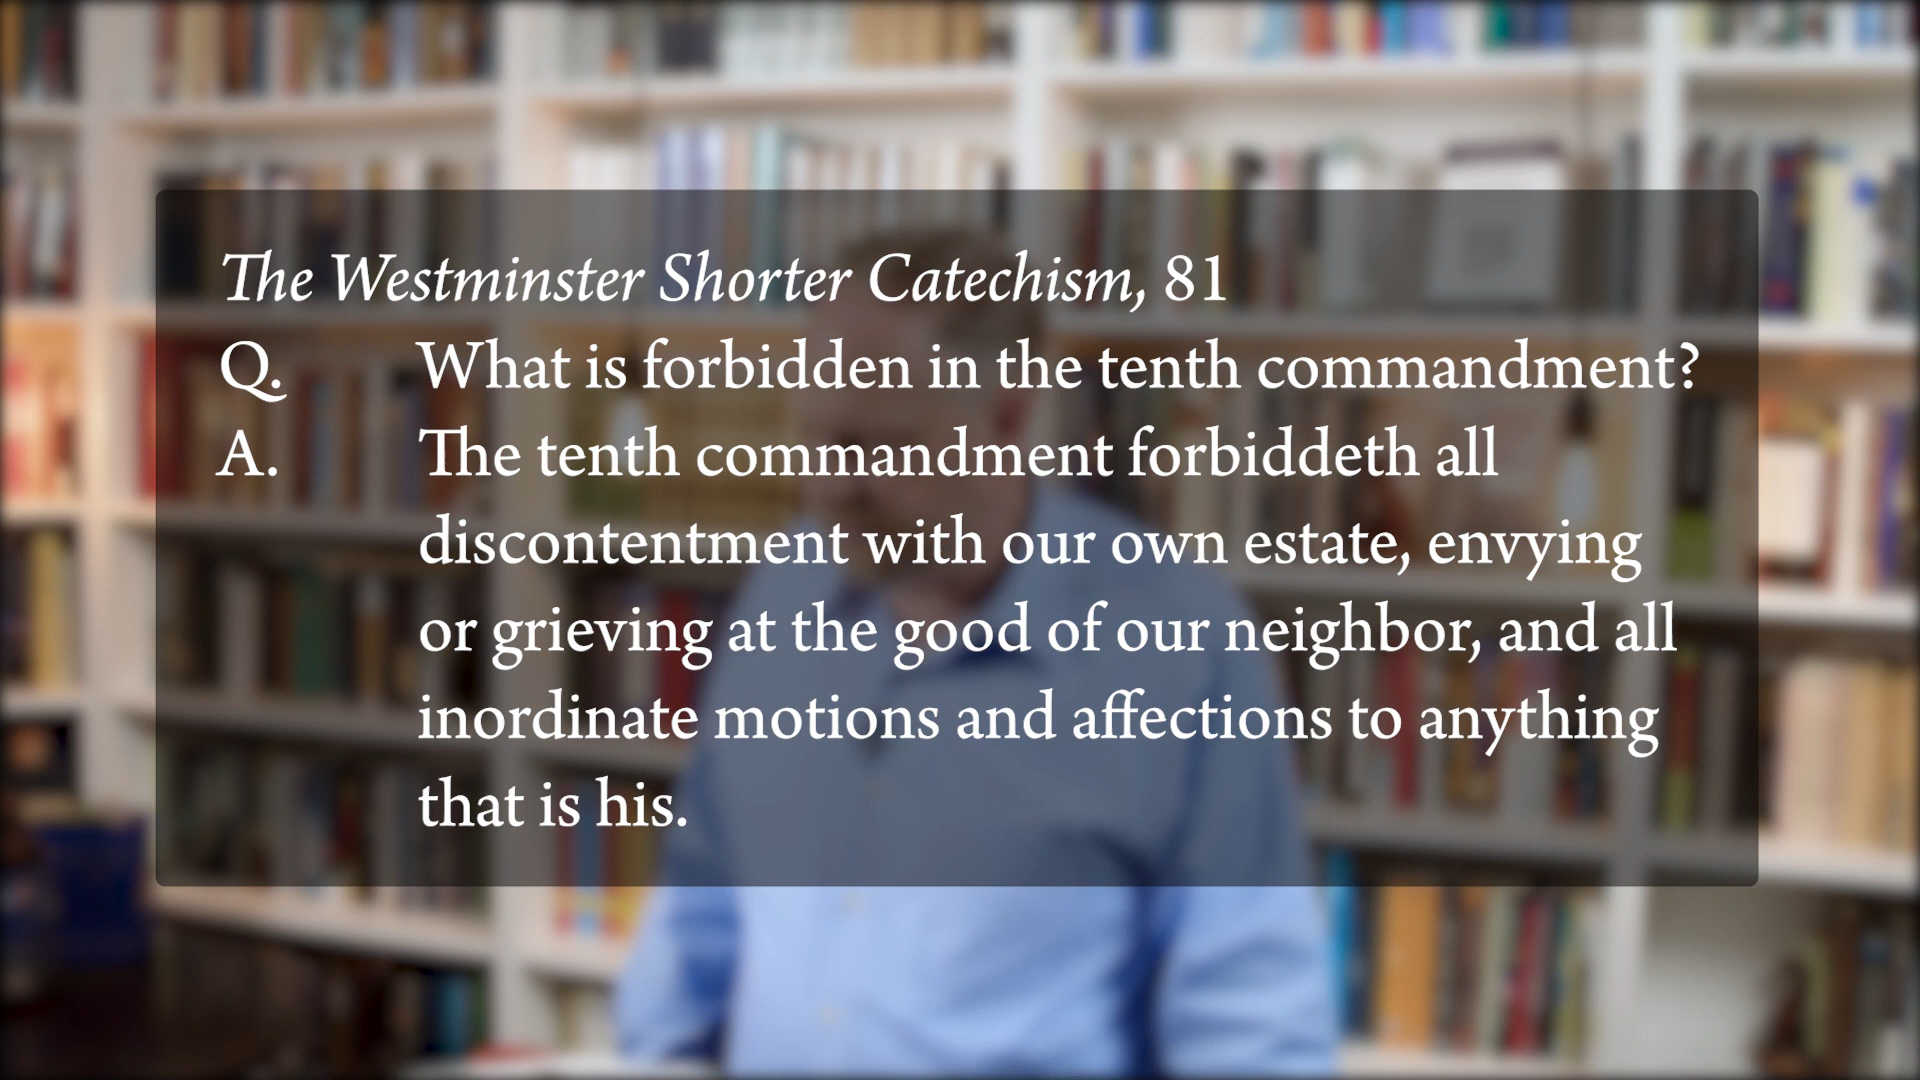 The Westminster Shorter Catechism, 81
Q. What is forbidden in the tenth commandment?
A. The tenth commandment forbiddeth all
discontentment with our own estate, envying
or grieving at the good of our neighbor, and all
inordinate motions and affections to anything
that is his.